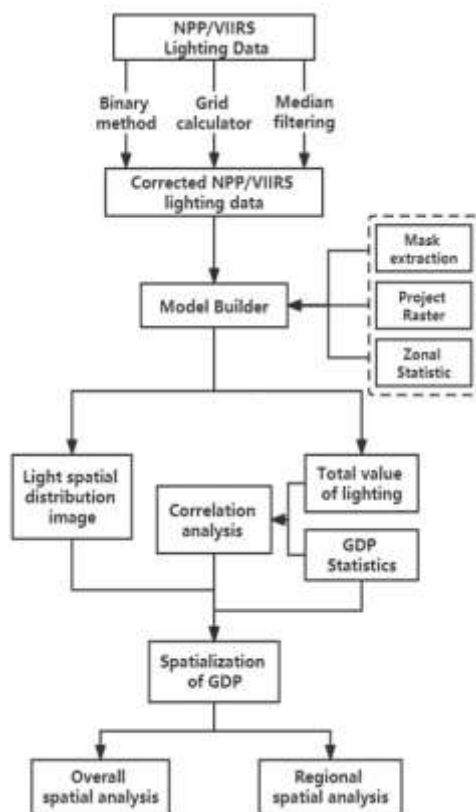 NPP/VIIRS
Lighting Data
Binary
method
Grid
calculator
Median
filtering
Corrected NPP/VIIRS
lighting data
Mask
extraction
Model Builder
Project
Raster
Zonal
Statistic
Light spatial
distribution
image
Total value
of lighting
Correlation
analysis
GDP
Statistics
Spatialization
of GDP
Overall
spatial analysis
Regional
spatial analysis